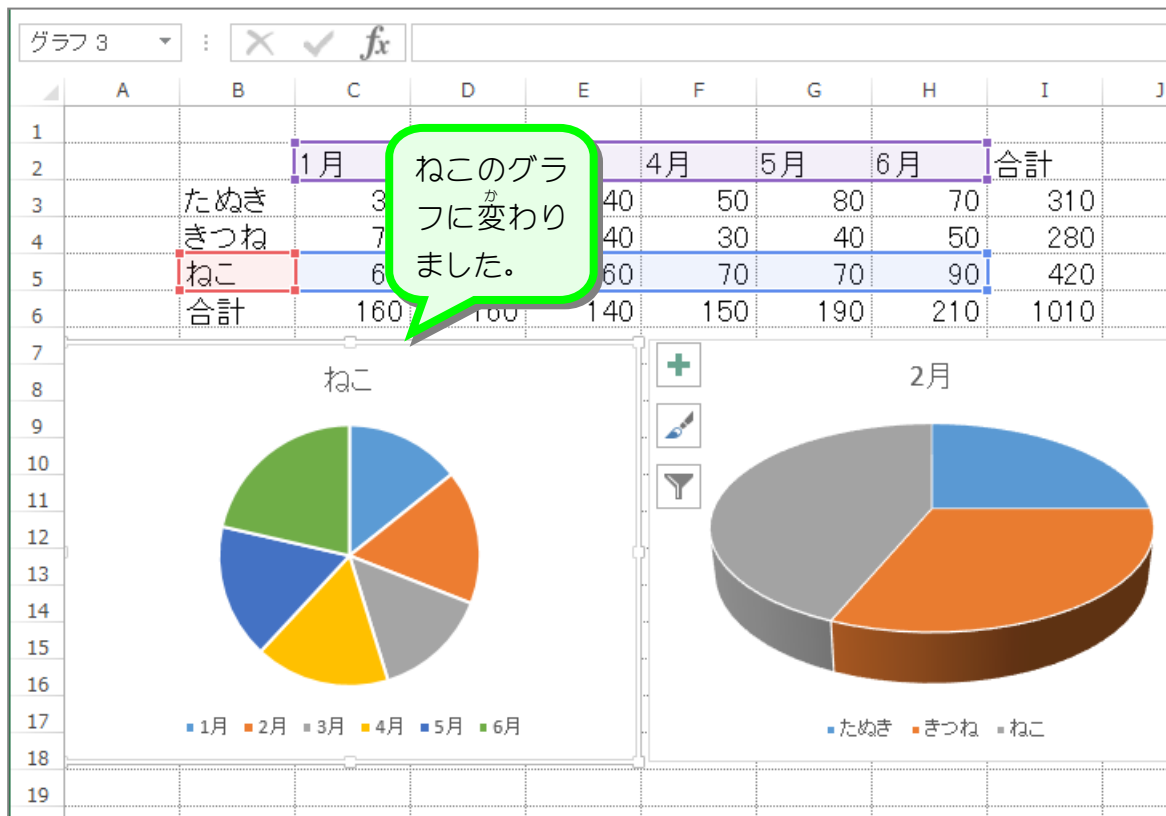 グラフ 3
fx
A B C D E F G H I J
1
2 1月 4月 5月 6月 合計
3 たぬき 3 40 50 80 70 310
4 きつね 7 40 30 40 50 280
5 ねこ 6 60 70 70 90 420
6 合計 160 160 140 150 190 210 1010
ねこのグラ
フに変わり
か
ました。
7
8
9
10
11
12
13
14
15
16
17
18
19
ねこ
1月 2月 3月 4月 5月 6月
2月
たぬき きつね ねこ